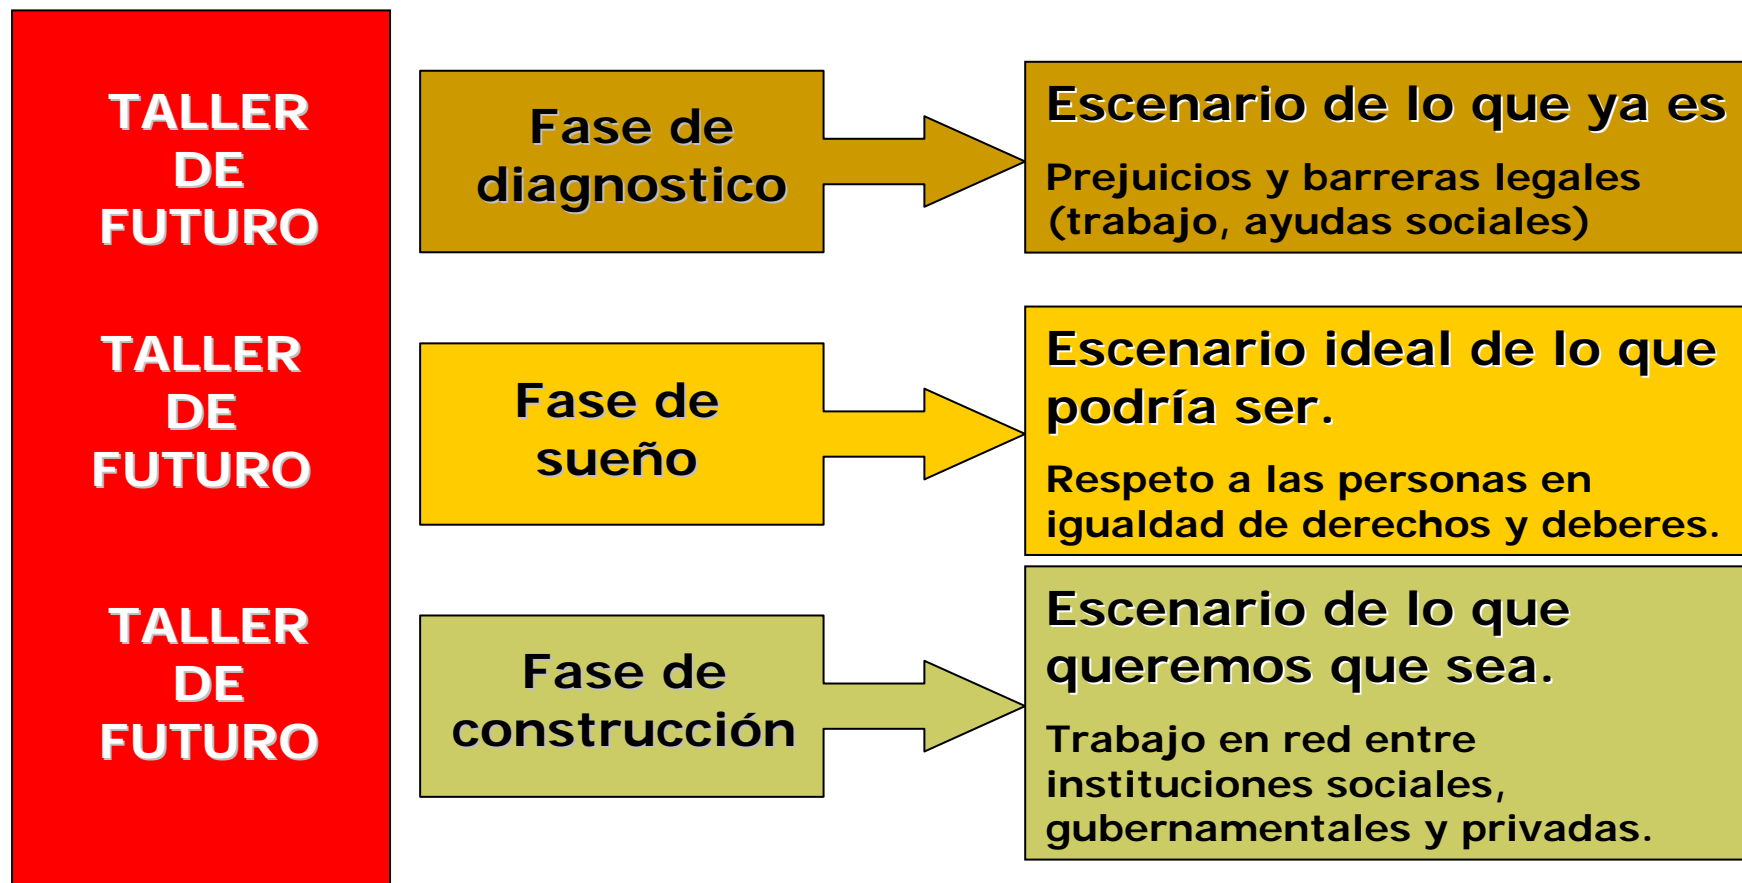 TALLER
DE
FUTURO
Fase de
diagnostico
Escenario de lo que ya es
Prejuicios y barreras legales
(trabajo, ayudas sociales)
TALLER
DE
FUTURO
Fase de
sueño
Escenario ideal de lo que
podría ser.
Respeto a las personas en
igualdad de derechos y deberes.
TALLER
DE
FUTURO
Fase de
construcción
Escenario de lo que
queremos que sea.
Trabajo en red entre
instituciones sociales,
gubernamentales y privadas.